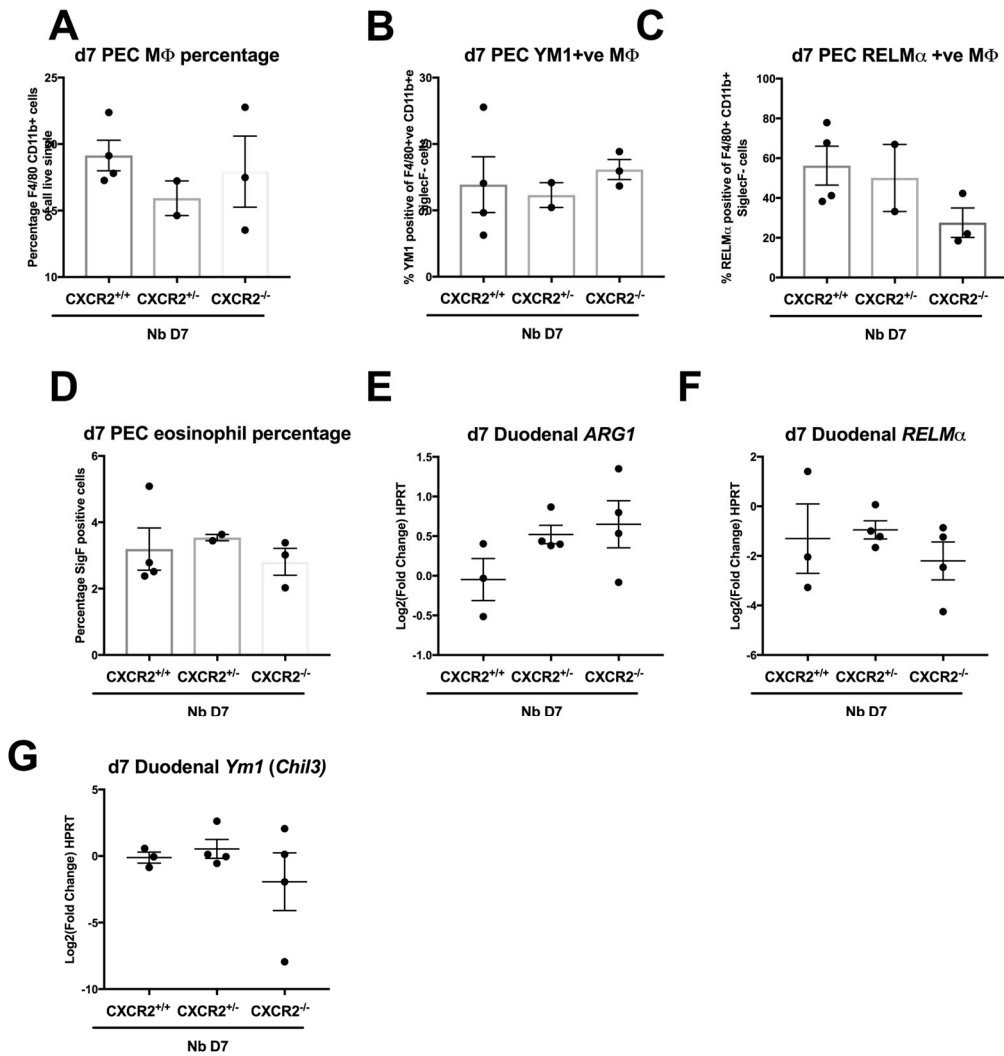 A
d7 PEC MΦ percentage
Percentage F4/80 CD11b+ cells
all live single
25
20
15
10
CXCR2+/+ CXCR2+/- CXCR2-/-
Nb D7
B
d7 PEC YM1+ve MΦ
% YM1 positive of F4/80+ve CD11b+e
SiglecF- cells
30
20
10
0
CXCR2+/+ CXCR2+/- CXCR2-/-
Nb D7
C
d7 PEC RELMα +ve MΦ
% RELMα positive of F4/80+ CD11b+
SiglecF- cells
100
80
60
40
20
0
CXCR2+/+ CXCR2+/- CXCR2-/-
Nb D7
D
d7 PEC eosinophil percentage
Percentage SigF positive cells
6
4
2
0
CXCR2+/+ CXCR2+/- CXCR2-/-
Nb D7
E
d7 Duodenal ARG1
Log2(Fold Change) HPRT
1.5
1.0
0.5
0.0
-0.5
-1.0
CXCR2+/+ CXCR2+/- CXCR2-/-
Nb D7
F
d7 Duodenal RELMα
Log2(Fold Change) HPRT
2
0
-2
-4
-6
CXCR2+/+ CXCR2+/- CXCR2-/-
Nb D7
G
d7 Duodenal Ym1 (Chil3)
Log2(Fold Change) HPRT
5
0
-5
-10
CXCR2+/+ CXCR2+/- CXCR2-/-
Nb D7